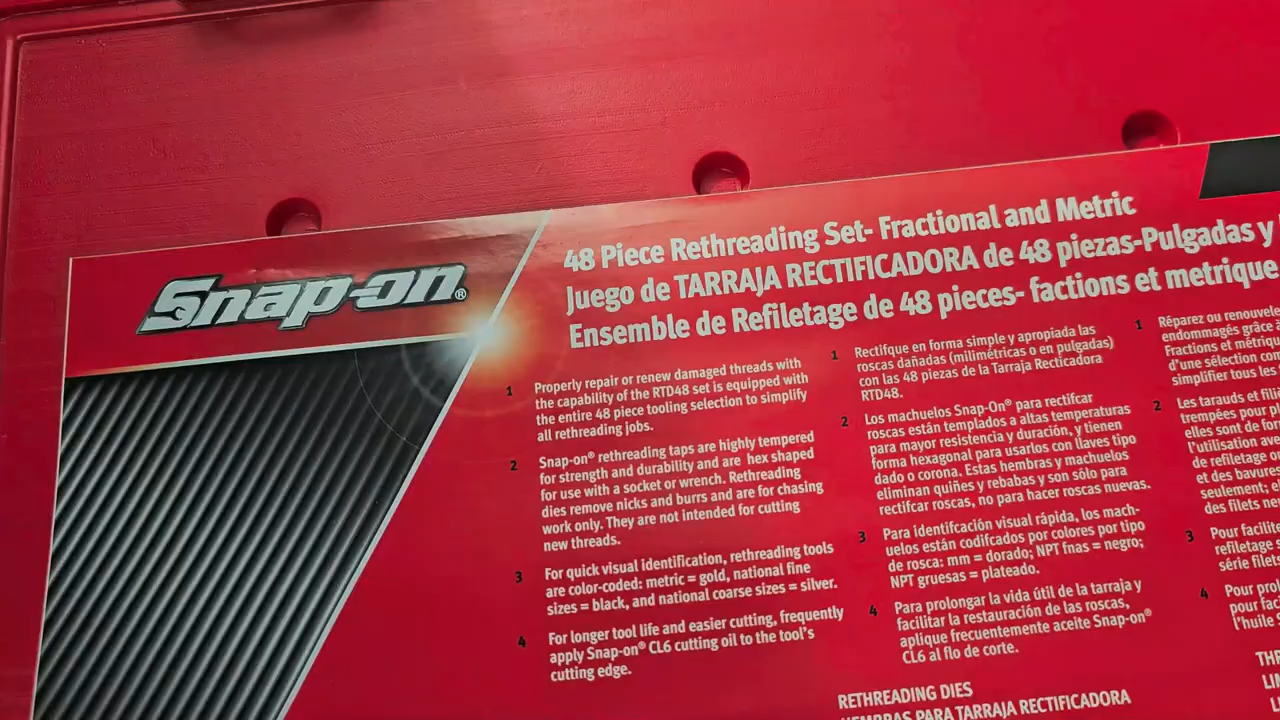 Snap-on®
48 Piece Rethreading Set- Fractional and Metric
Juego de TARRAJA RECTIFICADORA de 48 piezas-Pulgadas y
Ensemble de Refiletage de 48 pieces- factions et metrique
1 Properly repair or renew damaged threads with
the capability of the RTD48 set is equipped with
the entire 48 piece tooling selection to simplify
all rethreading jobs.
2 Snap-on® rethreading taps are highly tempered
for strength and durability and are hex shaped
for use with a socket or wrench. Rethreading
dies remove nicks and burrs and are for chasing
work only. They are not intended for cutting
new threads.
3 For quick visual identification, rethreading tools
are color-coded: metric = gold, national fine
sizes = black, and national coarse sizes = silver.
4 For longer tool life and easier cutting, frequently
apply Snap-on® CL6 cutting oil to the tool's
cutting edge.
1 Rectifique en forma simple y apropiada las
roscas dañadas (milimétricas o en pulgadas)
con las 48 piezas de la Tarraja Recticadora
RTD48.
2 Los machuelos Snap-On® para rectifcar
roscas están templados a altas temperaturas
para mayor resistencia y duración, y tienen
forma hexagonal para usarlos con llaves tipo
dado o corona. Estas hembras y machuelos
eliminan quiñes y rebabas y son sólo para
rectifcar roscas, no para hacer roscas nuevas.
3 Para identifcación visual rápida, los mach-
uelos están codifcados por colores por tipo
de rosca: mm = dorado; NPT fnas = negro;
NPT gruesas = plateado.
4 Para prolongar la vida útil de la tarraja y
facilitar la restauración de las roscas,
aplique frecuentemente aceite Snap-on®
CL6 al flo de corte.
RETHREADING DIES
HEMBRAS PARA TARRAJA RECTIFICADORA
1 Réparez ou renouvele
endommagés grâce
Fractions et métriqu
d'une sélection con
simplifier tous les
2 Les tarauds et fili
trempées pour p
elles sont de for
l'utilisation ave
de refiletage o
et des bavures
seulement; e
des filets ne
3 Pour facilite
refiletage
série filets
4 Pour pro
pour fac
l'huile
THR
LI